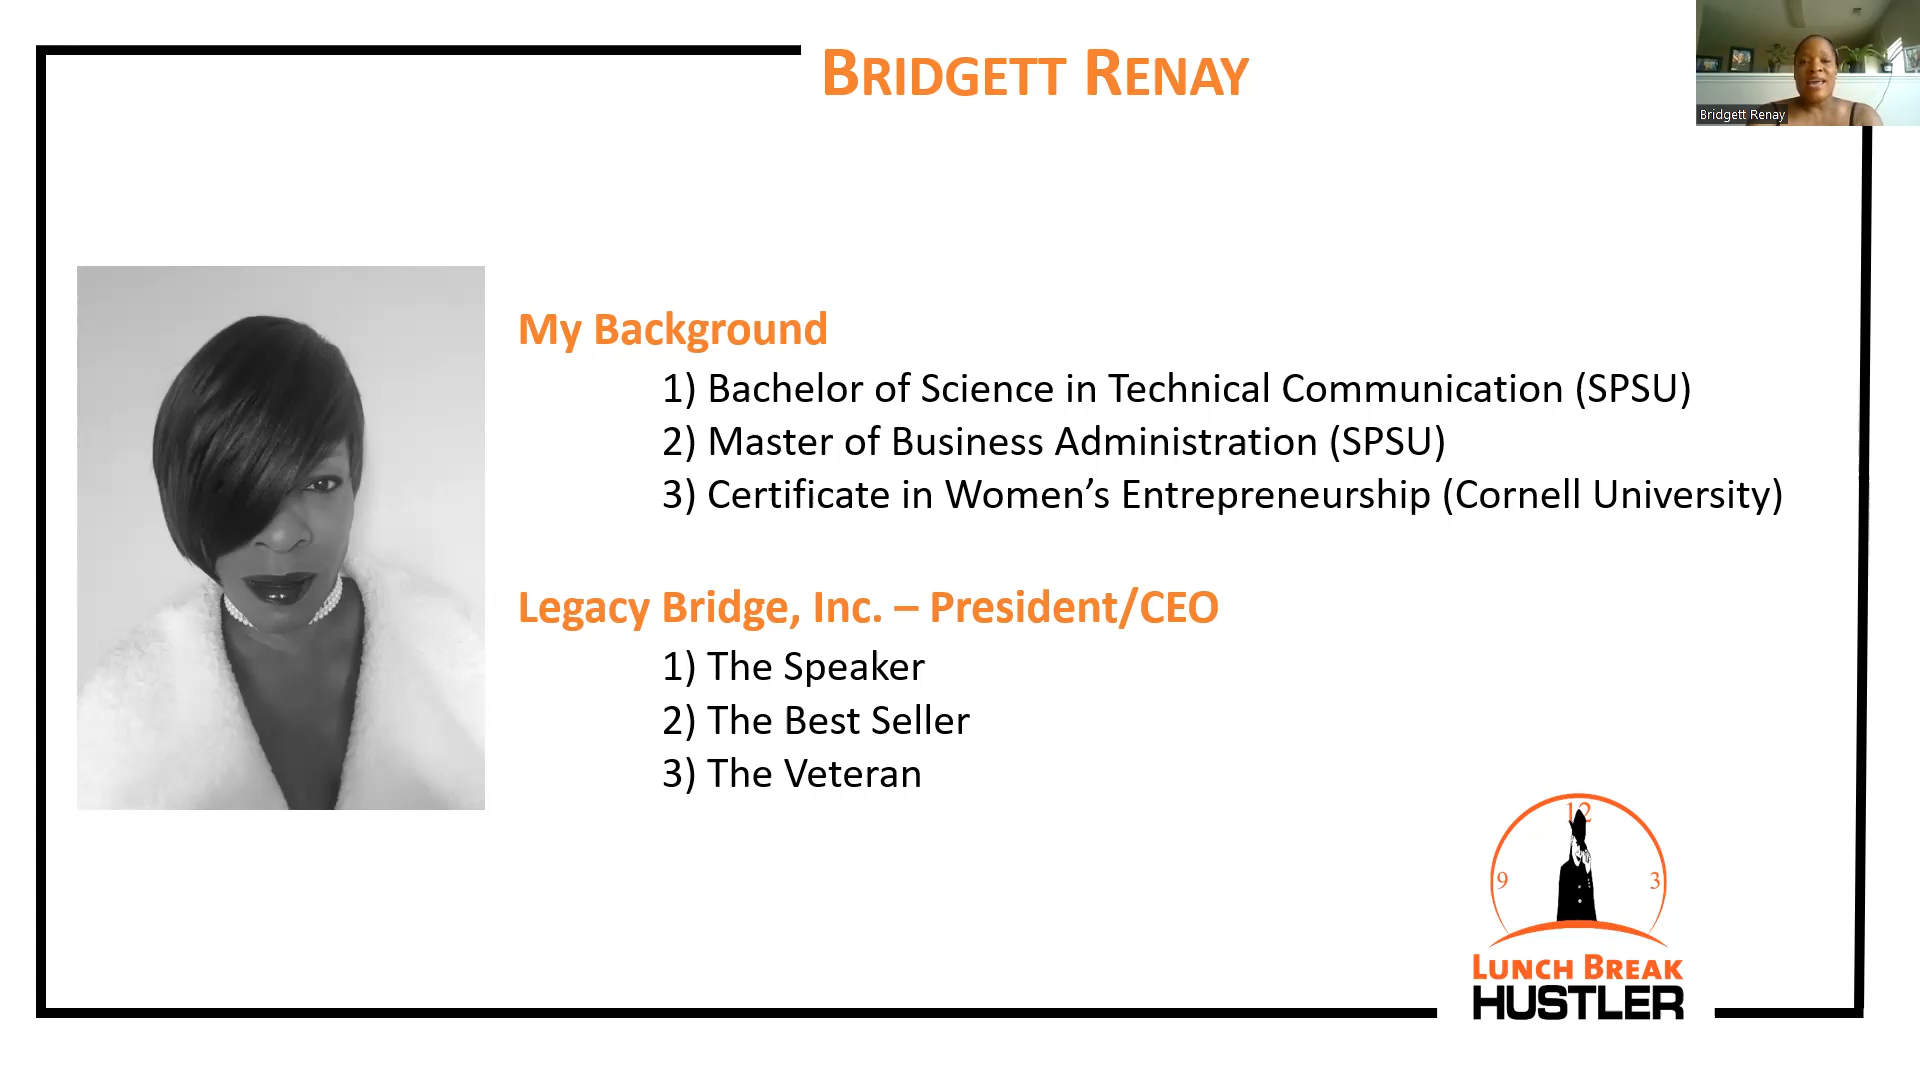 BRIDGETT RENAY
Bridgett Renay
My Background
1) Bachelor of Science in Technical Communication (SPSU)
2) Master of Business Administration (SPSU)
3) Certificate in Women’s Entrepreneurship (Cornell University)
Legacy Bridge, Inc. – President/CEO
1) The Speaker
2) The Best Seller
3) The Veteran
12
9 3
LUNCH BREAK
HUSTLER